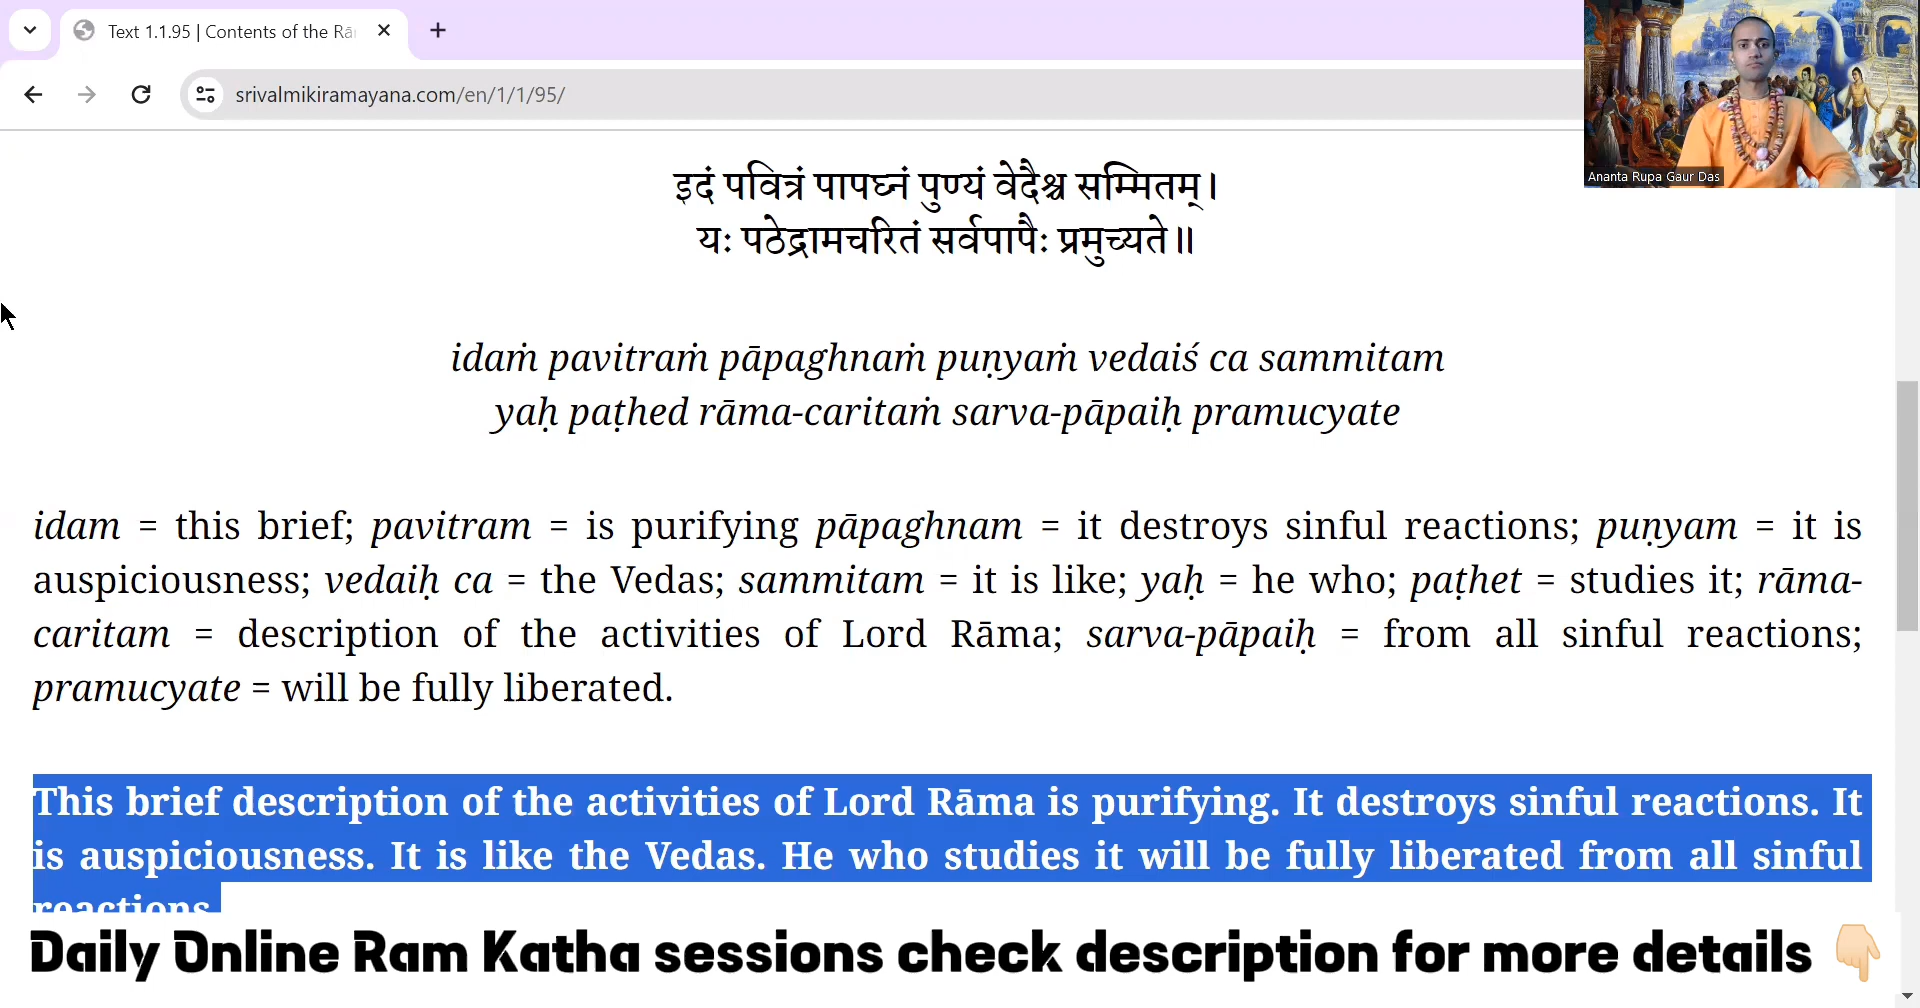 Text 1.1.95 | Contents of the Rā
srivalmikiramayana.com/en/1/1/95/
Ananta Rupa Gaur Das
इदं पवित्रं पापघ्नं पुण्यं वेदैश्च सम्मितम्।
यः पठेद्रामचरितं सर्वपापैः प्रमुच्यते॥
idaṁ pavitraṁ pāpaghnaṁ puṇyaṁ vedaiś ca sammitam
yaḥ paṭhed rāma-caritaṁ sarva-pāpaiḥ pramucyate
idam = this brief; pavitram = is purifying pāpaghnam = it destroys sinful reactions; puṇyam = it is
auspiciousness; vedaiḥ ca = the Vedas; sammitam = it is like; yaḥ = he who; paṭhet = studies it; rāma-
caritam = description of the activities of Lord Rāma; sarva-pāpaiḥ = from all sinful reactions;
pramucyate = will be fully liberated.
This brief description of the activities of Lord Rāma is purifying. It destroys sinful reactions. It
is auspiciousness. It is like the Vedas. He who studies it will be fully liberated from all sinful
reactions.
Daily Online Ram Katha sessions check description for more details 👇